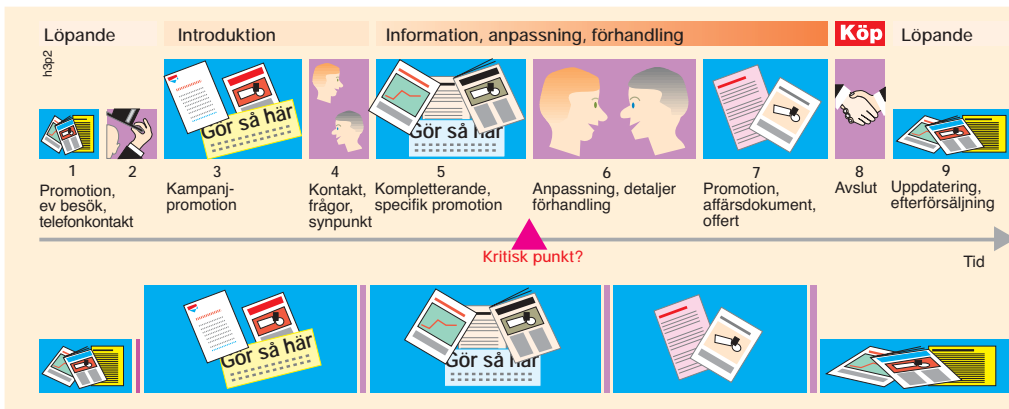 Löpande
Introduktion
Information, anpassning, förhandling
Köp
Löpande
h3p2
Gör så här
Gör så här
1
2
3
4
5
6
7
8
9
Promotion,
ev besök,
telefonkontakt
Kampanj-
promotion
Kontakt,
frågor,
synpunkt
Kompletterande,
specifik promotion
Anpassning, detaljer
förhandling
Promotion,
affärsdokument,
offert
Avslut
Uppdatering,
efterförsäljning
Kritisk punkt?
Tid
Gör så här
Gör så här